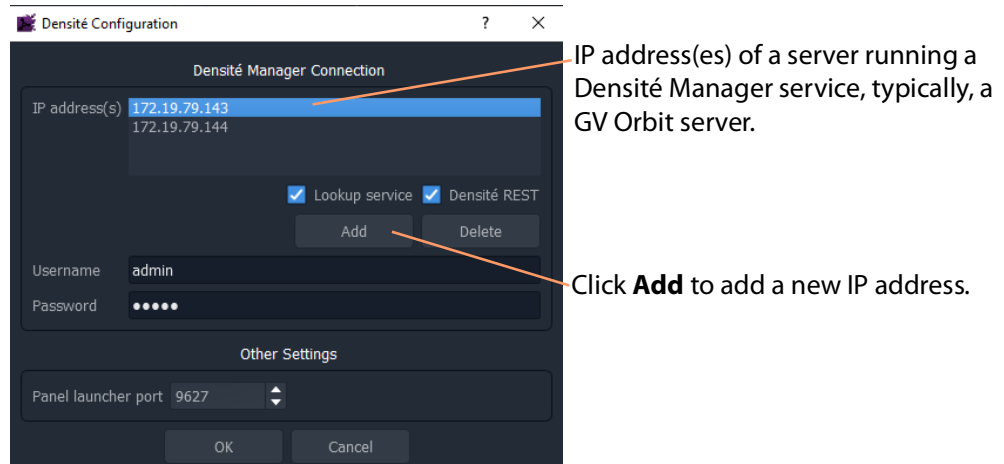 Densité Configuration ? ×
Densité Manager Connection
IP address(s) 172.19.79.143
172.19.79.144
Lookup service Densité REST
Add Delete
Username admin
Password ●●●●●
Other Settings
Panel launcher port 9627
OK Cancel
IP address(es) of a server running a
Densité Manager service, typically, a
GV Orbit server.
Click Add to add a new IP address.